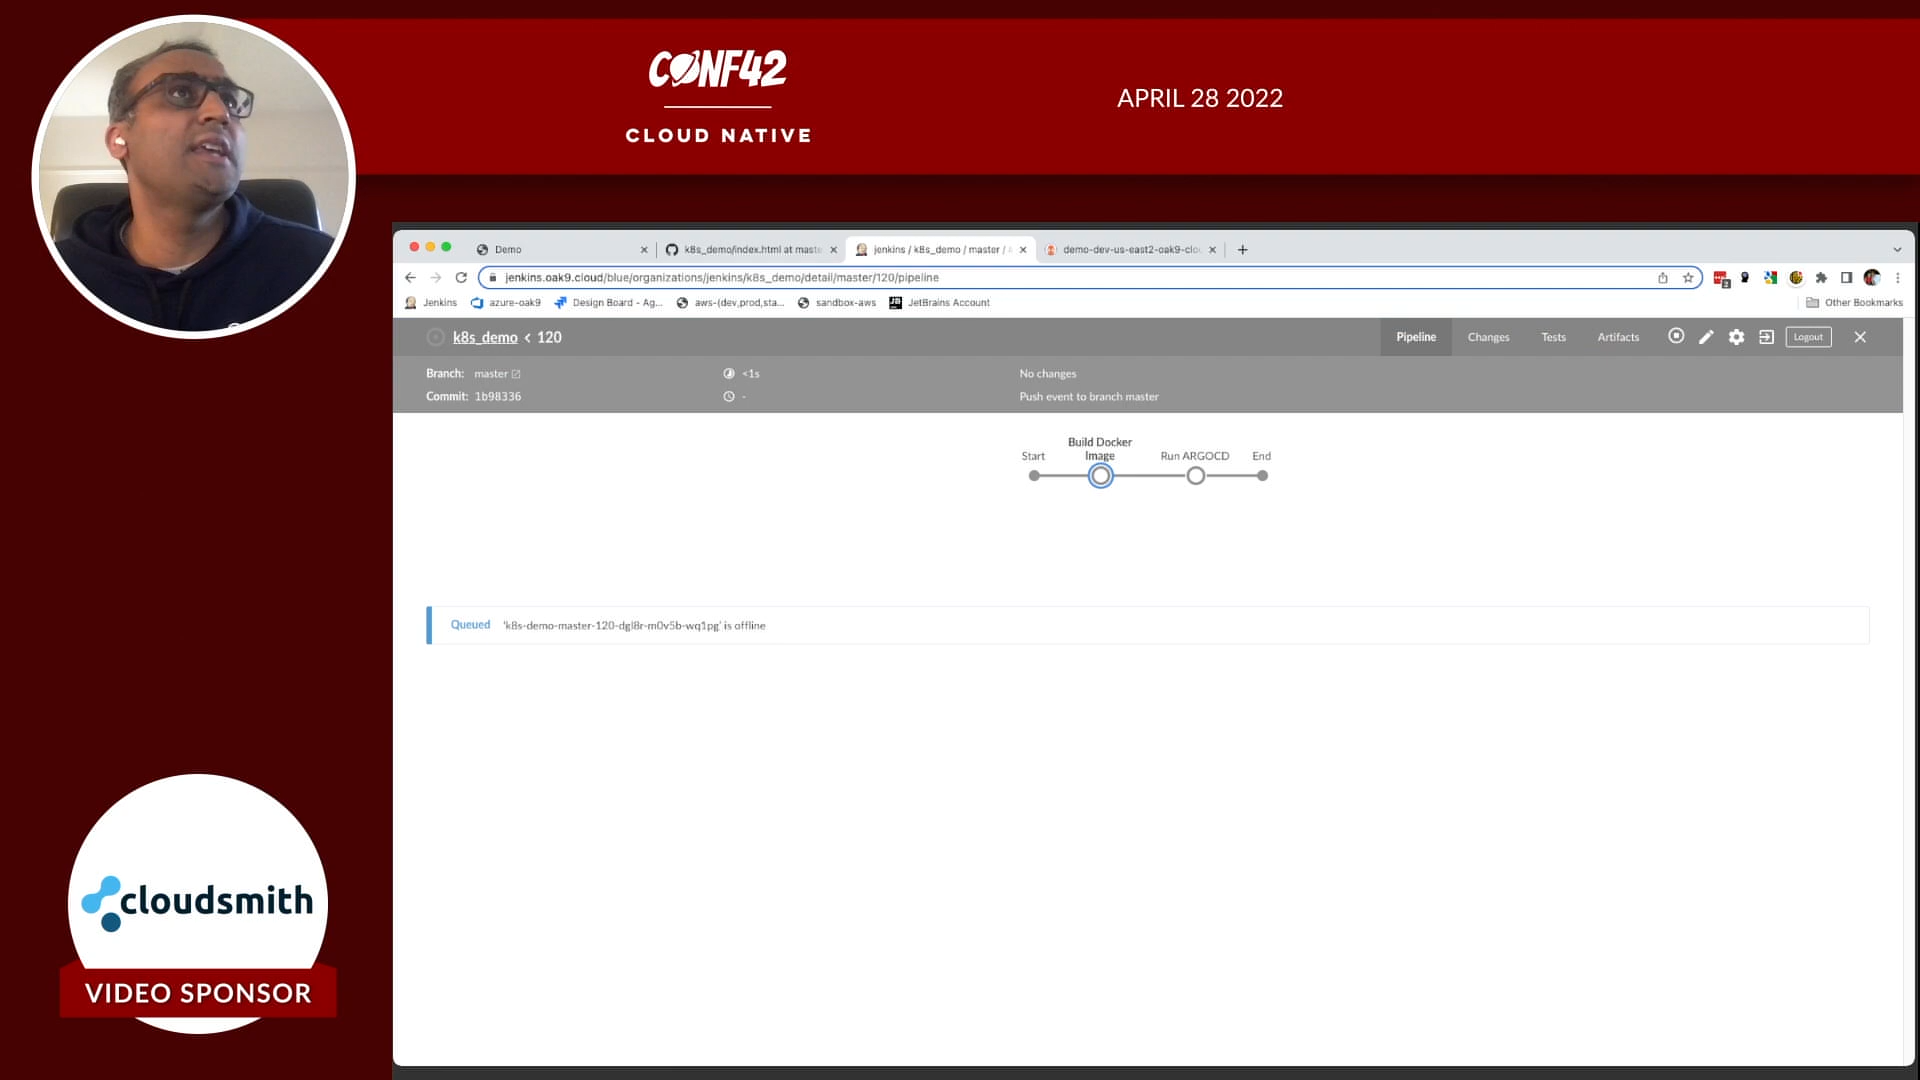 CONF42
CLOUD NATIVE
APRIL 28 2022
Demo
k8s_demo/index.html at maste
jenkins / k8s_demo / master /
demo-dev-us-east2-oak9-clo
jenkins.oak9.cloud/blue/organizations/jenkins/k8s_demo/detail/master/120/pipeline
Jenkins
azure-oak9
Design Board - Ag...
aws-(dev,prod,sta...
sandbox-aws
JetBrains Account
Other Bookmarks
k8s_demo < 120
Pipeline
Changes
Tests
Artifacts
Logout
Branch: master
<1s
No changes
Commit: 1b98336
-
Push event to branch master
Start
Build Docker
Image
Run ARGOCD
End
Queued 'k8s-demo-master-120-dgl8r-m0v5b-wq1pg' is offline
cloudsmith
VIDEO SPONSOR